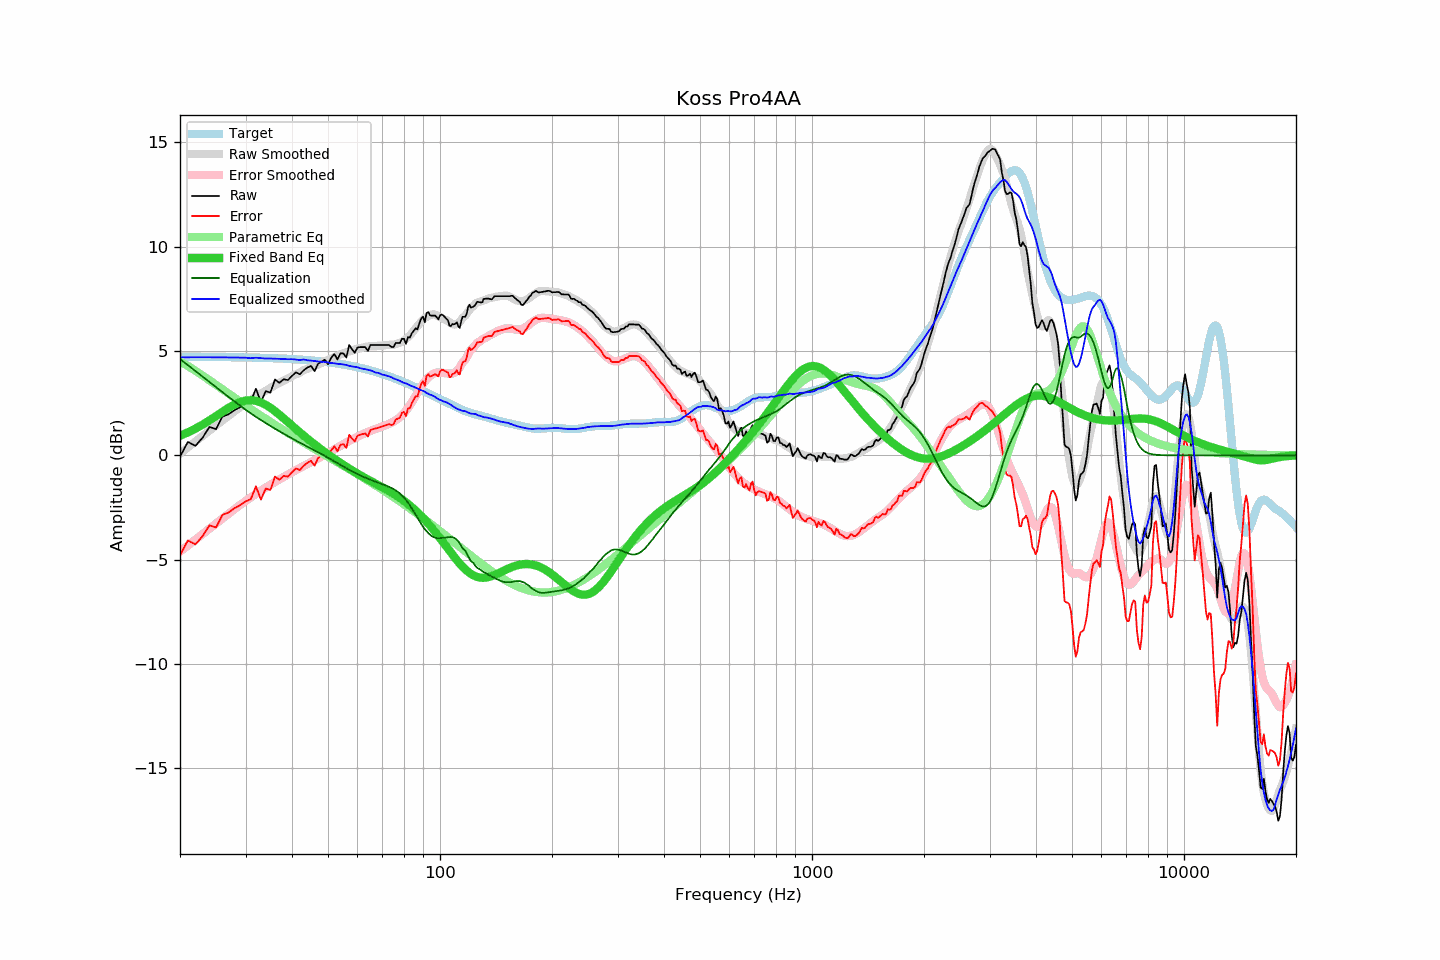 Koss Pro4AA
Target
Raw Smoothed
Error Smoothed
Raw
Error
Parametric Eq
Fixed Band Eq
Equalization
Equalized smoothed
15
10
5
0
−5
−10
−15
Amplitude (dBr)
100
1000
10000
Frequency (Hz)